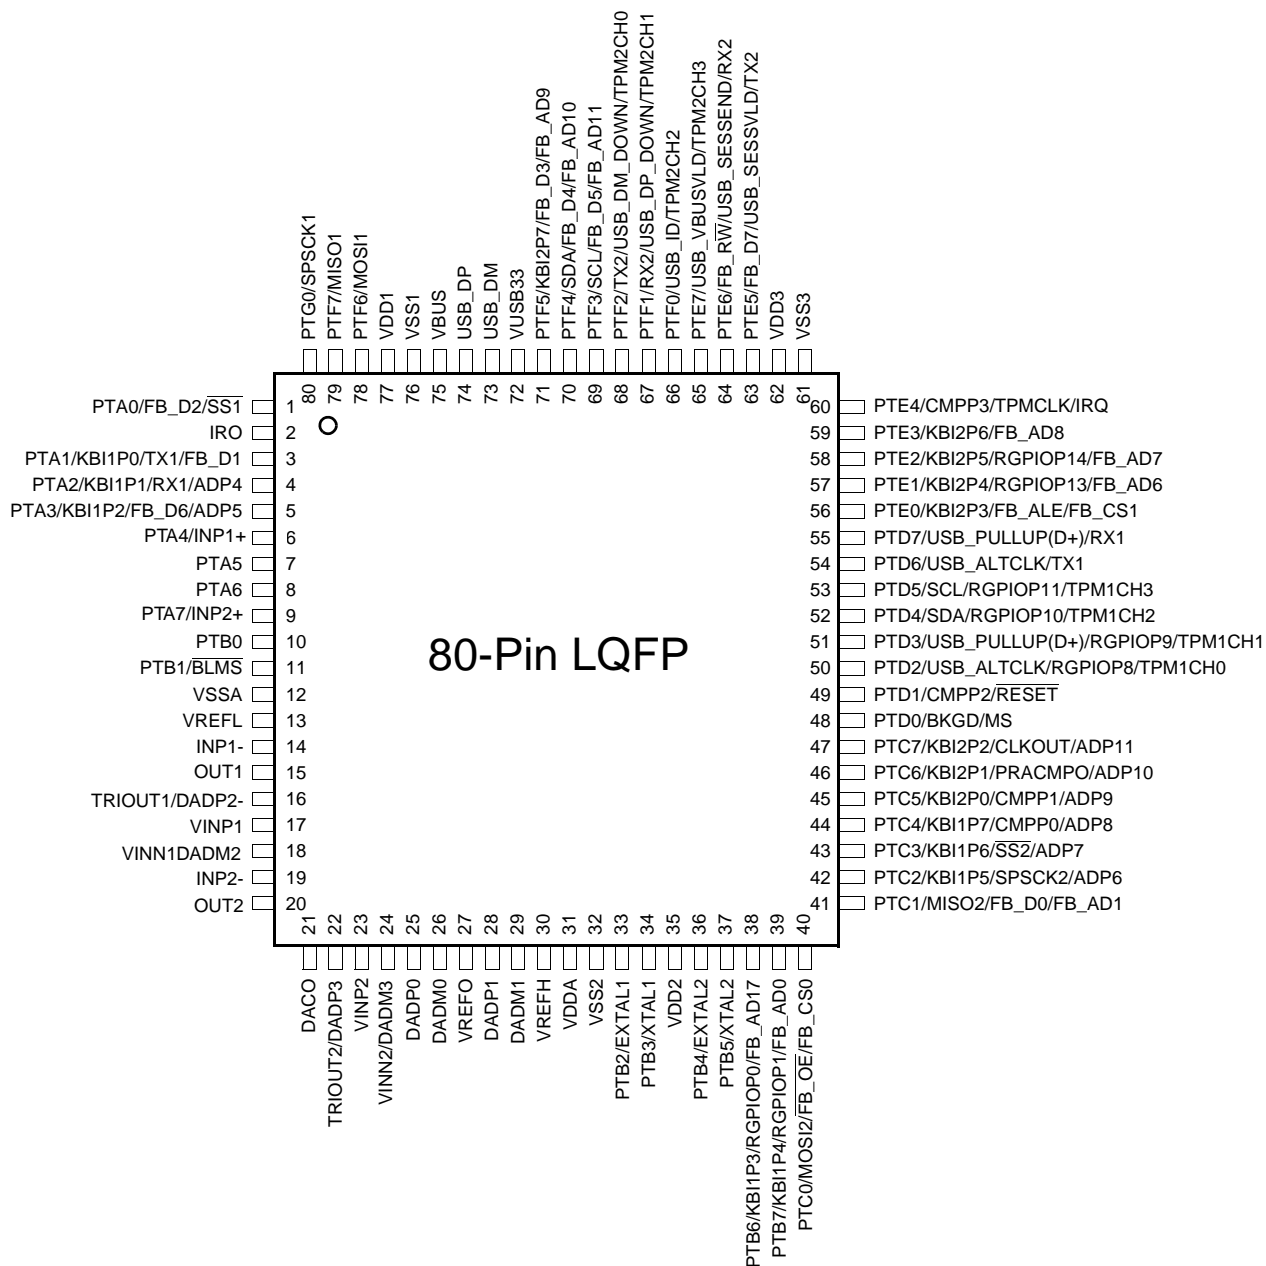 PTG0/SPSCK1
PTF7/MISO1
PTF6/MOSI1
VDD1
VSS1
VBUS
USB_DP
USB_DM
VUSB33
PTF5/KBI2P7/FB_D3/FB_AD9
PTF4/SDA/FB_D4/FB_AD10
PTF3/SCL/FB_D5/FB_AD11
PTF2/TX2/USB_DM_DOWN/TPM2CH0
PTF1/RX2/USB_DP_DOWN/TPM2CH1
PTF0/USB_ID/TPM2CH2
PTE7/USB_VBUSVLD/TPM2CH3
PTE6/FB_RW̅/USB_SESSEND/RX2
PTE5/FB_D7/USB_SESSVLD/TX2
VDD3
VSS3
80
79
78
77
76
75
74
73
72
71
70
69
68
67
66
65
64
63
62
61
PTA0/FB_D2/S̅S̅1̅ 1
IRO 2
PTA1/KBI1P0/TX1/FB_D1 3
PTA2/KBI1P1/RX1/ADP4 4
PTA3/KBI1P2/FB_D6/ADP5 5
PTA4/INP1+ 6
PTA5 7
PTA6 8
PTA7/INP2+ 9
PTB0 10
PTB1/B̅L̅M̅S̅ 11
VSSA 12
VREFL 13
INP1- 14
OUT1 15
TRIOUT1/DADP2- 16
VINP1 17
VINN1DADM2 18
INP2- 19
OUT2 20
80-Pin LQFP
60 PTE4/CMPP3/TPMCLK/IRQ
59 PTE3/KBI2P6/FB_AD8
58 PTE2/KBI2P5/RGPIOP14/FB_AD7
57 PTE1/KBI2P4/RGPIOP13/FB_AD6
56 PTE0/KBI2P3/FB_ALE/FB_CS1
55 PTD7/USB_PULLUP(D+)/RX1
54 PTD6/USB_ALTCLK/TX1
53 PTD5/SCL/RGPIOP11/TPM1CH3
52 PTD4/SDA/RGPIOP10/TPM1CH2
51 PTD3/USB_PULLUP(D+)/RGPIOP9/TPM1CH1
50 PTD2/USB_ALTCLK/RGPIOP8/TPM1CH0
49 PTD1/CMPP2/R̅E̅S̅E̅T̅
48 PTD0/BKGD/MS
47 PTC7/KBI2P2/CLKOUT/ADP11
46 PTC6/KBI2P1/PRACMPO/ADP10
45 PTC5/KBI2P0/CMPP1/ADP9
44 PTC4/KBI1P7/CMPP0/ADP8
43 PTC3/KBI1P6/S̅S̅2̅/ADP7
42 PTC2/KBI1P5/SPSCK2/ADP6
41 PTC1/MISO2/FB_D0/FB_AD1
21
22
23
24
25
26
27
28
29
30
31
32
33
34
35
36
37
38
39
40
DACO
TRIOUT2/DADP3
VINP2
VINN2/DADM3
DADP0
DADM0
VREFO
DADP1
DADM1
VREFH
VDDA
VSS2
PTB2/EXTAL1
PTB3/XTAL1
VDD2
PTB4/EXTAL2
PTB5/XTAL2
PTB6/KBI1P3/RGPIOP0/FB_AD17
PTB7/KBI1P4/RGPIOP1/FB_AD0
PTC0/MOSI2/F̅B̅_̅O̅E̅/FB_CS0